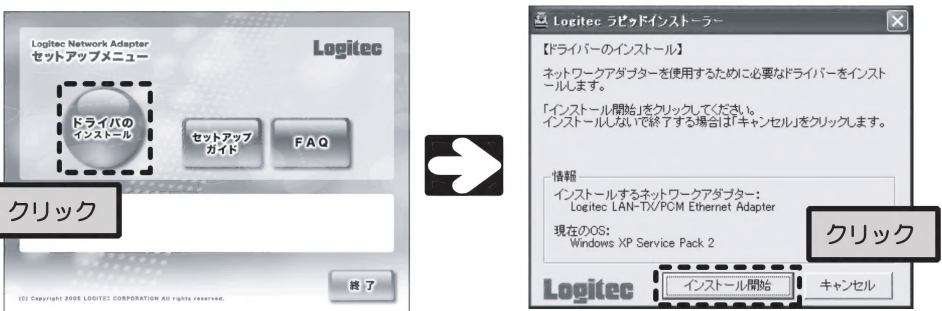 Logitec Network Adapter
セットアップメニュー
Logitec
ドライバの
インストール
セットアップ
ガイド
FAQ
クリック
終了
(C) Copyright 2005 LOGITEC CORPORATION All rights reserved.
Logitec ラピッドインストーラー
【ドライバーのインストール】
ネットワークアダプターを使用するために必要なドライバーをインスト
ールします。
「インストール開始」をクリックしてください。
インストールしないで終了する場合は「キャンセル」をクリックします。
情報
インストールするネットワークアダプター:
Logitec LAN-TX/PCM Ethernet Adapter
現在のOS:
Windows XP Service Pack 2
クリック
Logitec
インストール開始
キャンセル